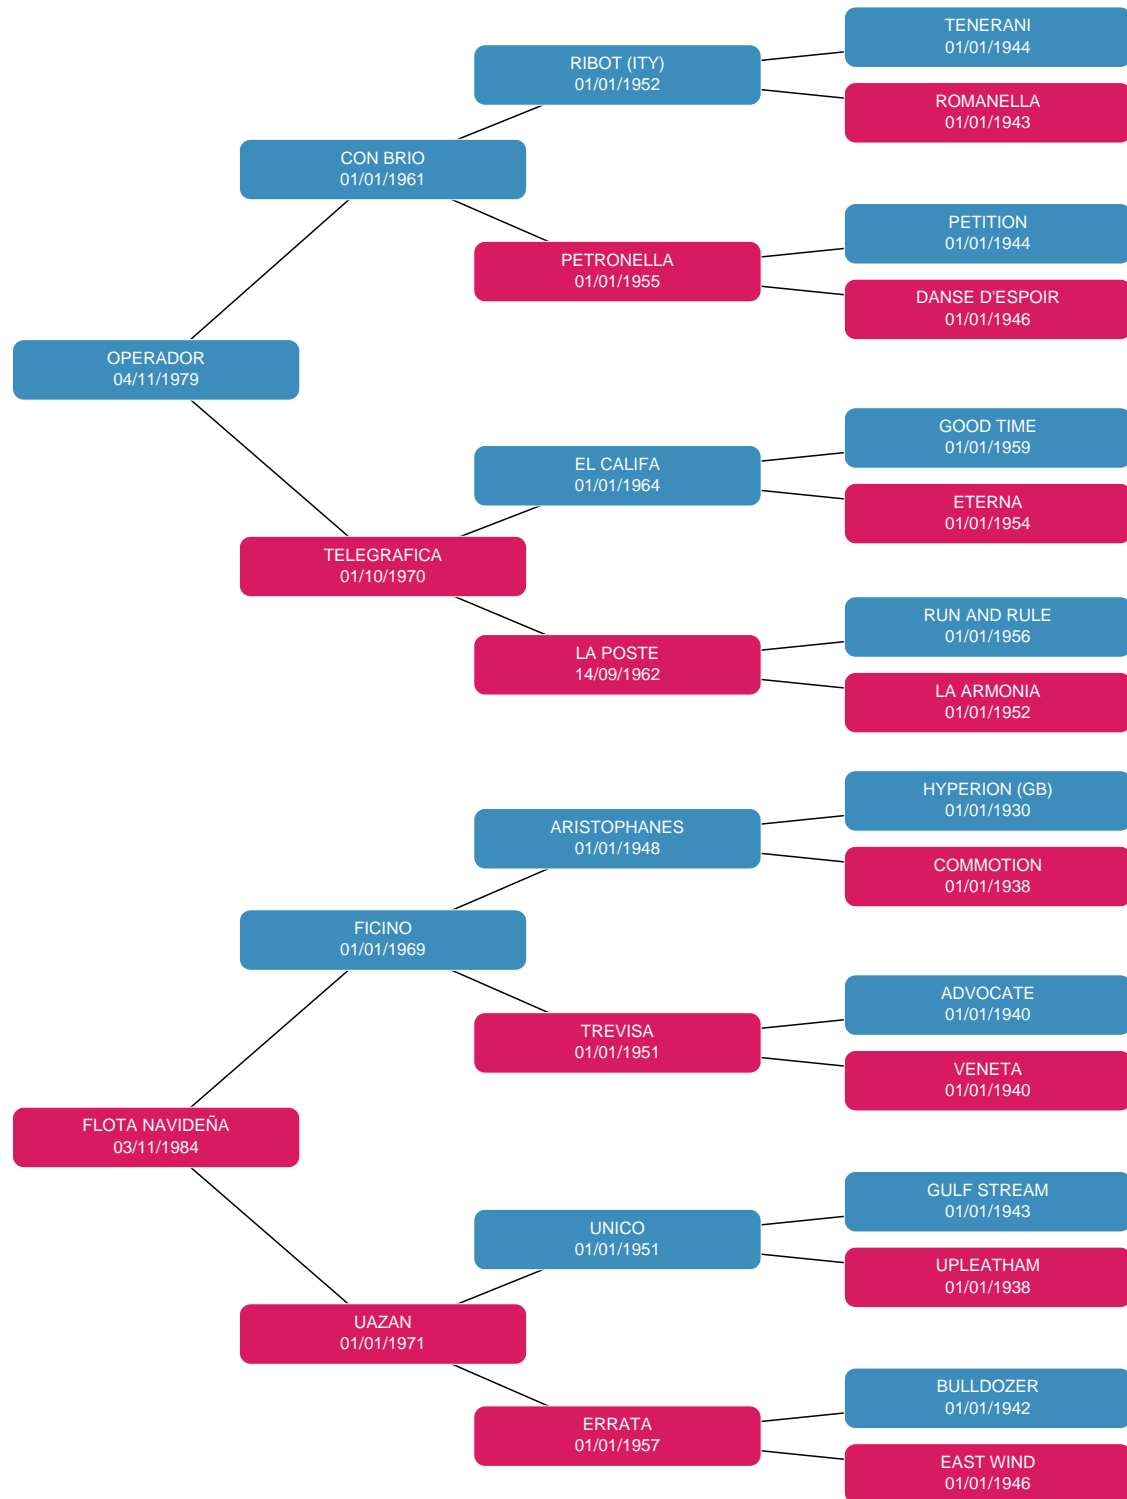 TENERANI
01/01/1944
RIBOT (ITY)
01/01/1952
ROMANELLA
01/01/1943
CON BRIO
01/01/1961
PETITION
01/01/1944
PETRONELLA
01/01/1955
DANSE D'ESPOIR
01/01/1946
OPERADOR
04/11/1979
GOOD TIME
01/01/1959
EL CALIFA
01/01/1964
ETERNA
01/01/1954
TELEGRAFICA
01/10/1970
RUN AND RULE
01/01/1956
LA POSTE
14/09/1962
LA ARMONIA
01/01/1952
HYPERION (GB)
01/01/1930
ARISTOPHANES
01/01/1948
COMMOTION
01/01/1938
FICINO
01/01/1969
ADVOCATE
01/01/1940
TREVISA
01/01/1951
VENETA
01/01/1940
FLOTA NAVIDEÑA
03/11/1984
GULF STREAM
01/01/1943
UNICO
01/01/1951
UPLEATHAM
01/01/1938
UAZAN
01/01/1971
BULLDOZER
01/01/1942
ERRATA
01/01/1957
EAST WIND
01/01/1946